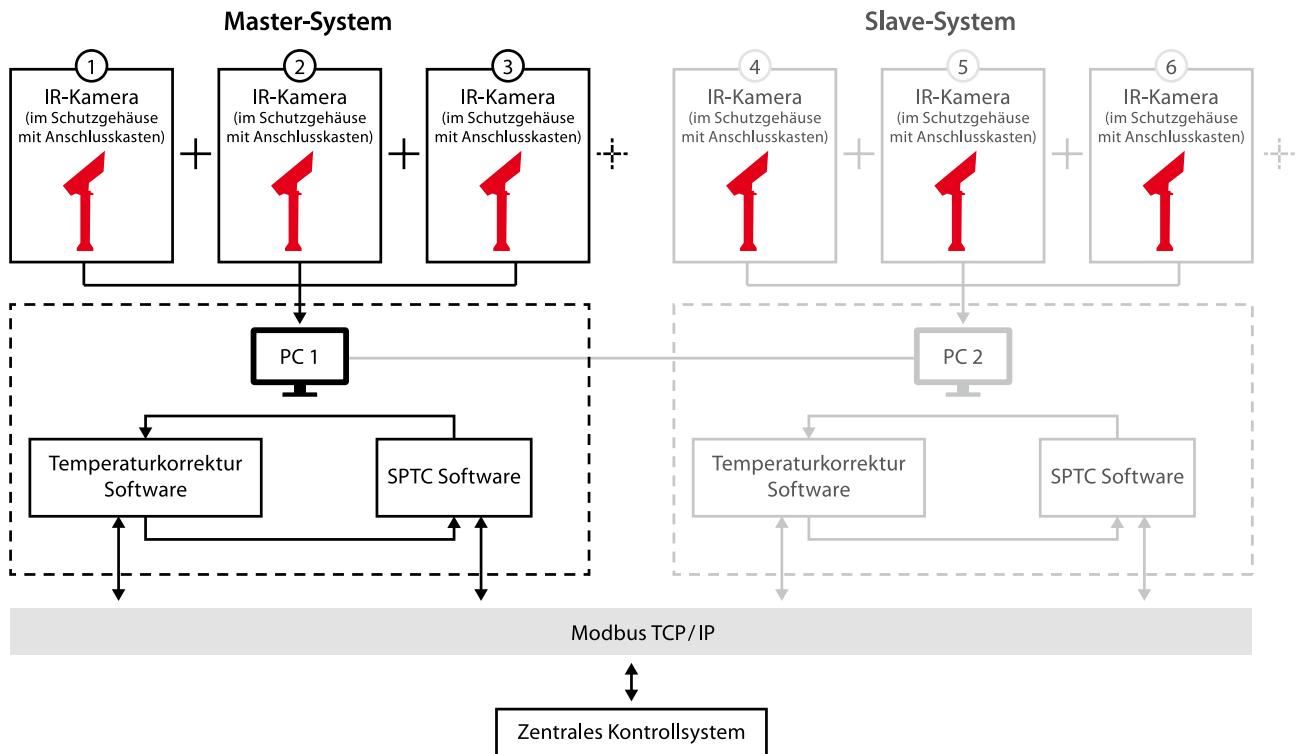 Master-System
Slave-System
1
IR-Kamera
(im Schutzgehäuse
mit Anschlusskasten)
2
IR-Kamera
(im Schutzgehäuse
mit Anschlusskasten)
3
IR-Kamera
(im Schutzgehäuse
mit Anschlusskasten)
4
IR-Kamera
(im Schutzgehäuse
mit Anschlusskasten)
5
IR-Kamera
(im Schutzgehäuse
mit Anschlusskasten)
6
IR-Kamera
(im Schutzgehäuse
mit Anschlusskasten)
PC 1
PC 2
Temperaturkorrektur
Software
SPTC Software
Temperaturkorrektur
Software
SPTC Software
Modbus TCP/IP
Zentrales Kontrollsystem